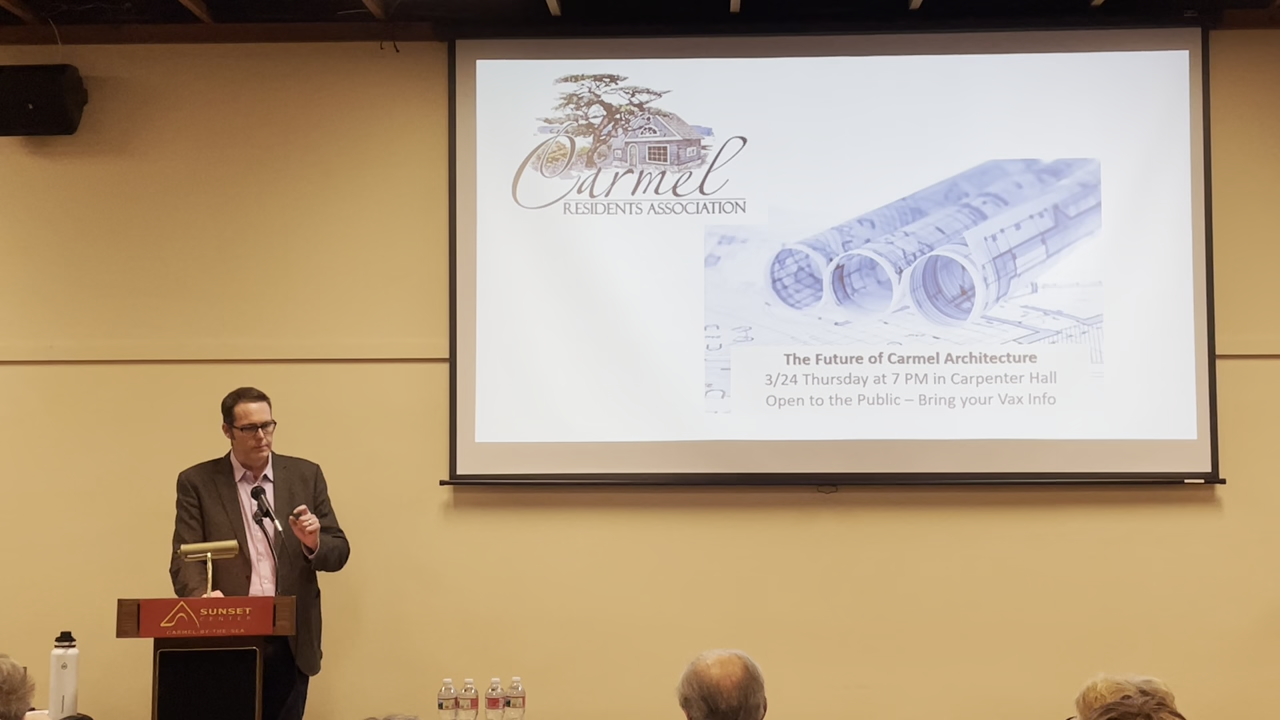 Carmel
RESIDENTS ASSOCIATION
The Future of Carmel Architecture
3/24 Thursday at 7 PM in Carpenter Hall
Open to the Public – Bring your Vax Info
SUNSET
CENTER
CARMEL-BY-THE-SEA